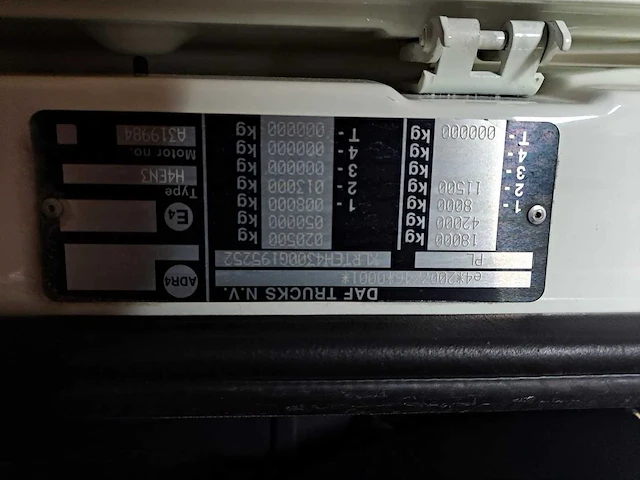 DAF TRUCKS N.V.
PL XLRTEH4300G195252
ADR4
18000 kg 020500 kg
42000 kg 050000 kg
1 - 8000 kg 1 - 008000 kg
2 - 11500 kg 2 - 013000 kg
3 - kg 3 - 000000 kg
4 - kg 4 - 000000 kg
T - 000000 kg T - 000000 kg
E4
Type
H4EN3
Motor no.
A319984